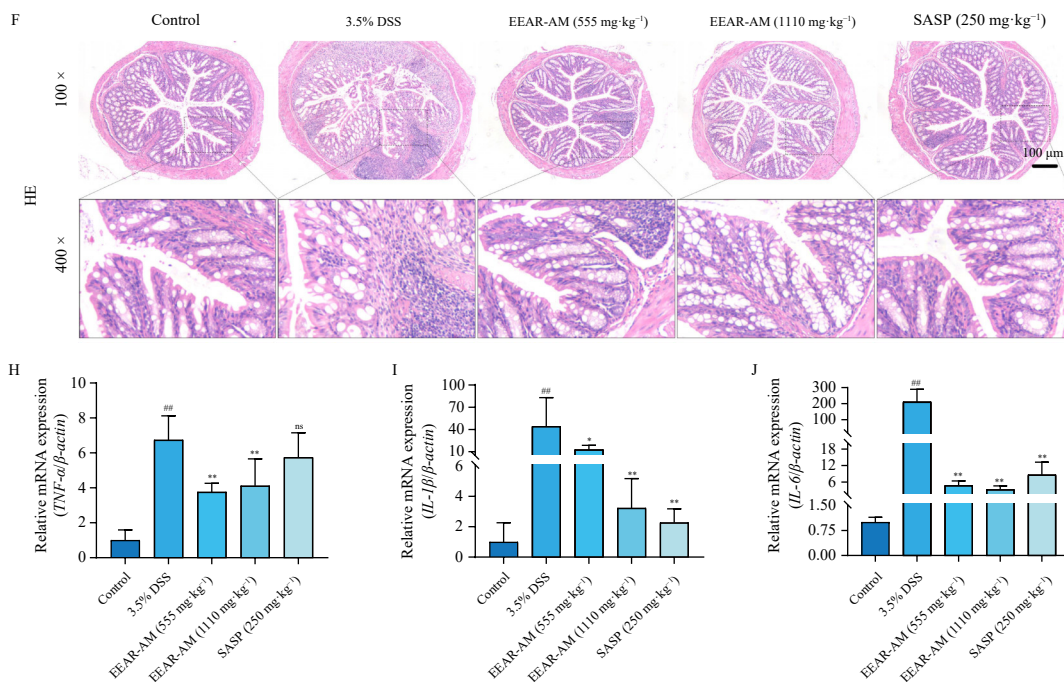 F
Control
3.5% DSS
EEAR-AM (555 mg·kg⁻¹)
EEAR-AM (1110 mg·kg⁻¹)
SASP (250 mg·kg⁻¹)
100 ×
100 μm
HE
400 ×
H
Relative mRNA expression
(TNF-α/β-actin)
10
8
6
4
2
0
##
**
**
ns
Control
3.5% DSS
EEAR-AM (555 mg·kg⁻¹)
EEAR-AM (1110 mg·kg⁻¹)
SASP (250 mg·kg⁻¹)
I
Relative mRNA expression
(IL-1β/β-actin)
100
70
40
10
6
4
2
0
##
*
**
**
Control
3.5% DSS
EEAR-AM (555 mg·kg⁻¹)
EEAR-AM (1110 mg·kg⁻¹)
SASP (250 mg·kg⁻¹)
J
Relative mRNA expression
(IL-6/β-actin)
300
200
100
18
12
6
1.50
0.75
0.00
##
**
**
**
Control
3.5% DSS
EEAR-AM (555 mg·kg⁻¹)
EEAR-AM (1110 mg·kg⁻¹)
SASP (250 mg·kg⁻¹)